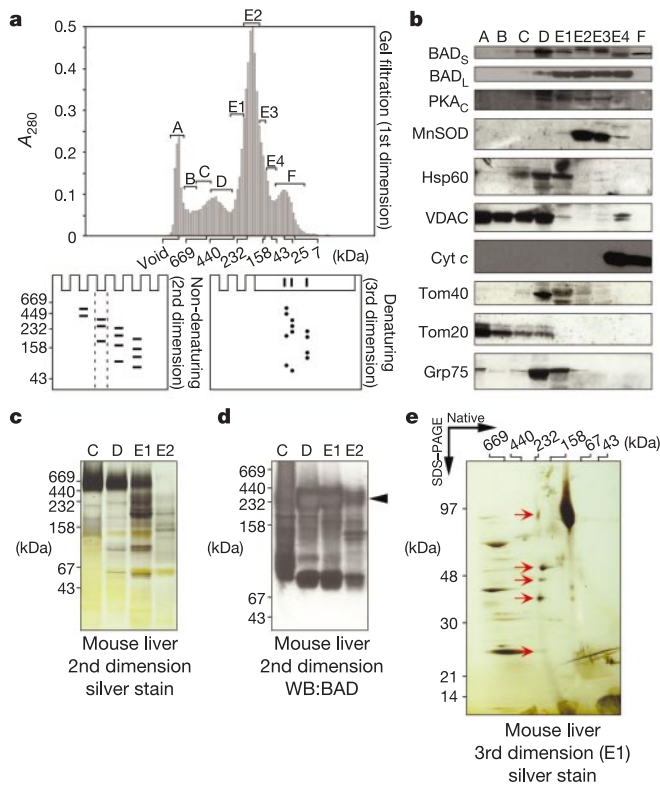 a
Gel filtration (1st dimension)
A280
0.5
0.4
0.3
0.2
0.1
0
A
B
C
D
E1
E2
E3
E4
F
Void 669 440 232 158 43 25 7 (kDa)
669
449
232
158
43
Non-denaturing (2nd dimension)
Denaturing (3rd dimension)
b
A B C D E1 E2 E3 E4 F
BADS
BADL
PKAC
MnSOD
Hsp60
VDAC
Cyt c
Tom40
Tom20
Grp75
c
C D E1 E2
669
440
232
158
(kDa)
67
43
Mouse liver
2nd dimension
silver stain
d
C D E1 E2
669
440
232
158
(kDa)
67
43
Mouse liver
2nd dimension
WB:BAD
e
Native
SDS–PAGE
669 440 232 158 67 43 (kDa)
97
48
30
21
14
(kDa)
Mouse liver
3rd dimension (E1)
silver stain